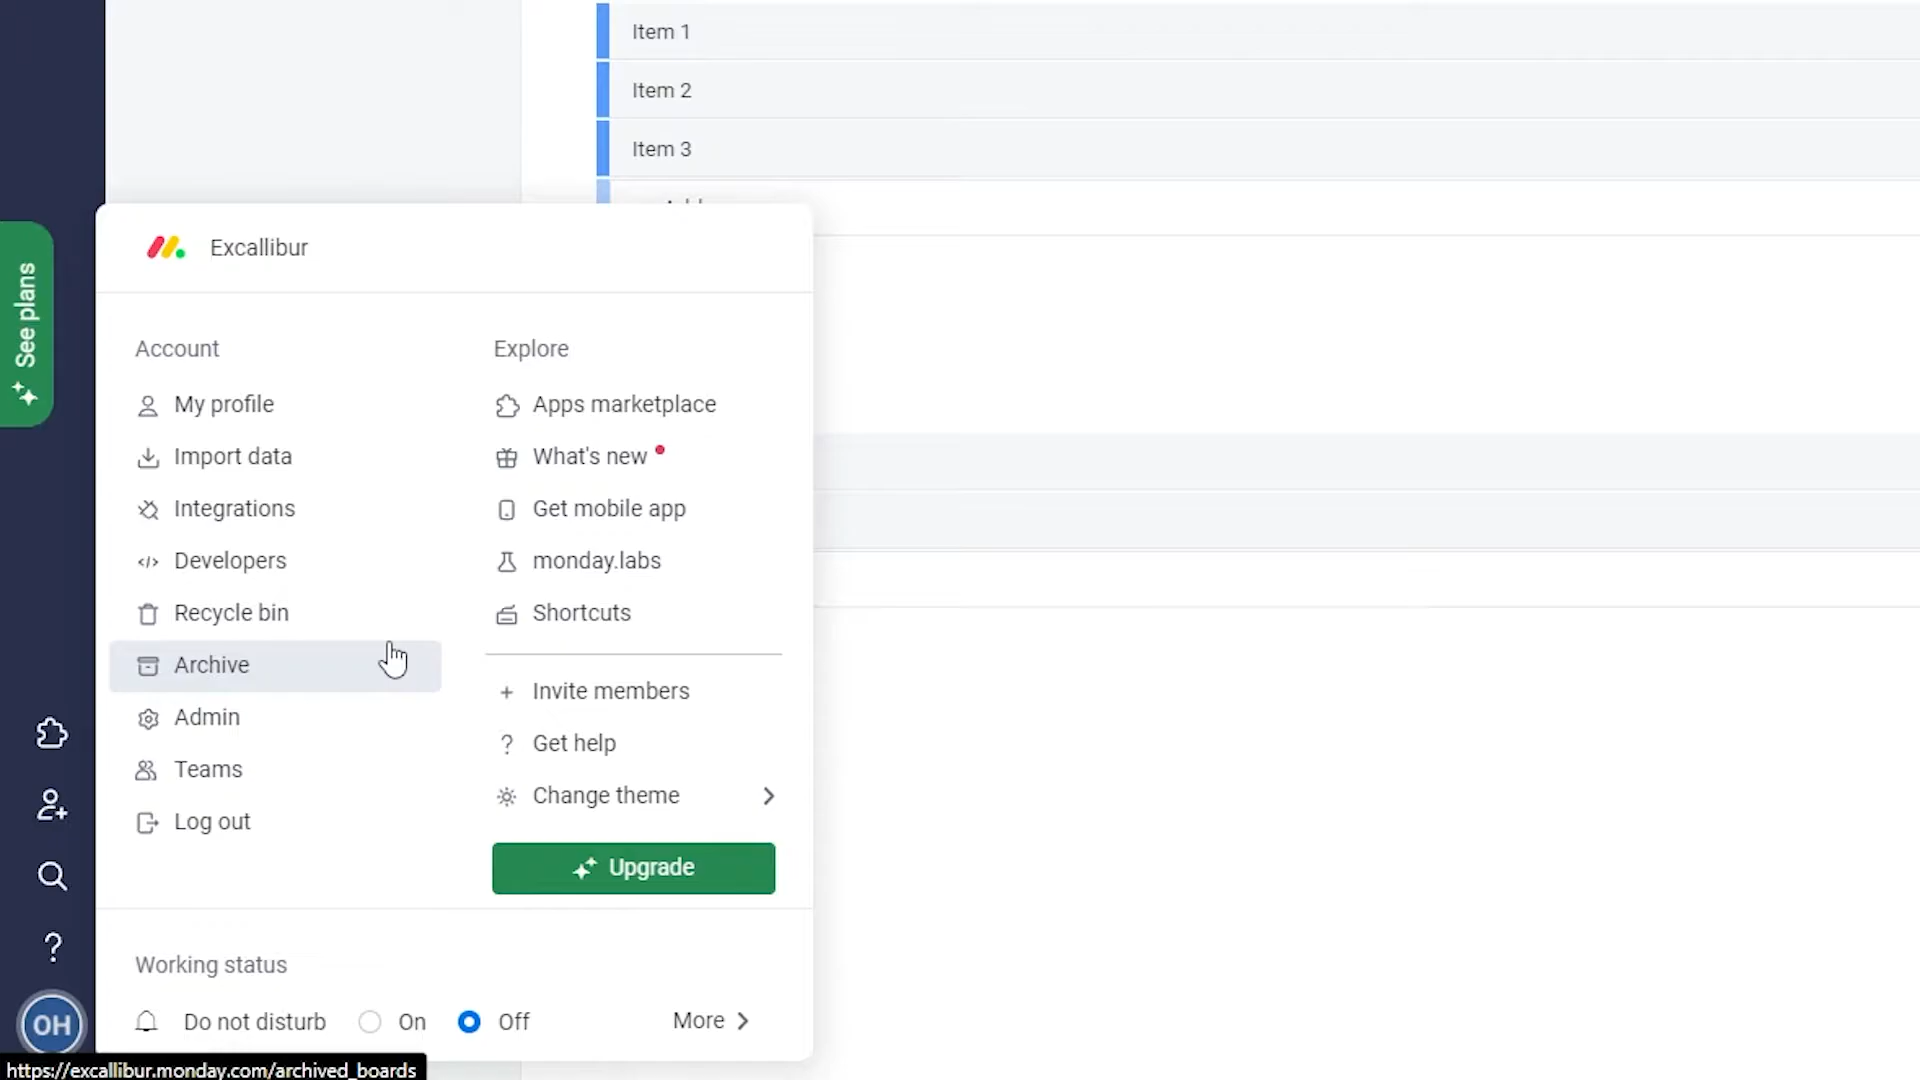 Item 1
Item 2
Item 3
See plans
Excallibur
Account
My profile
Import data
Integrations
Developers
Recycle bin
Archive
Admin
Teams
Log out
Explore
Apps marketplace
What's new
Get mobile app
monday.labs
Shortcuts
+ Invite members
? Get help
Change theme
Upgrade
Working status
Do not disturb On Off More
?
OH
https://excallibur.monday.com/archived_boards